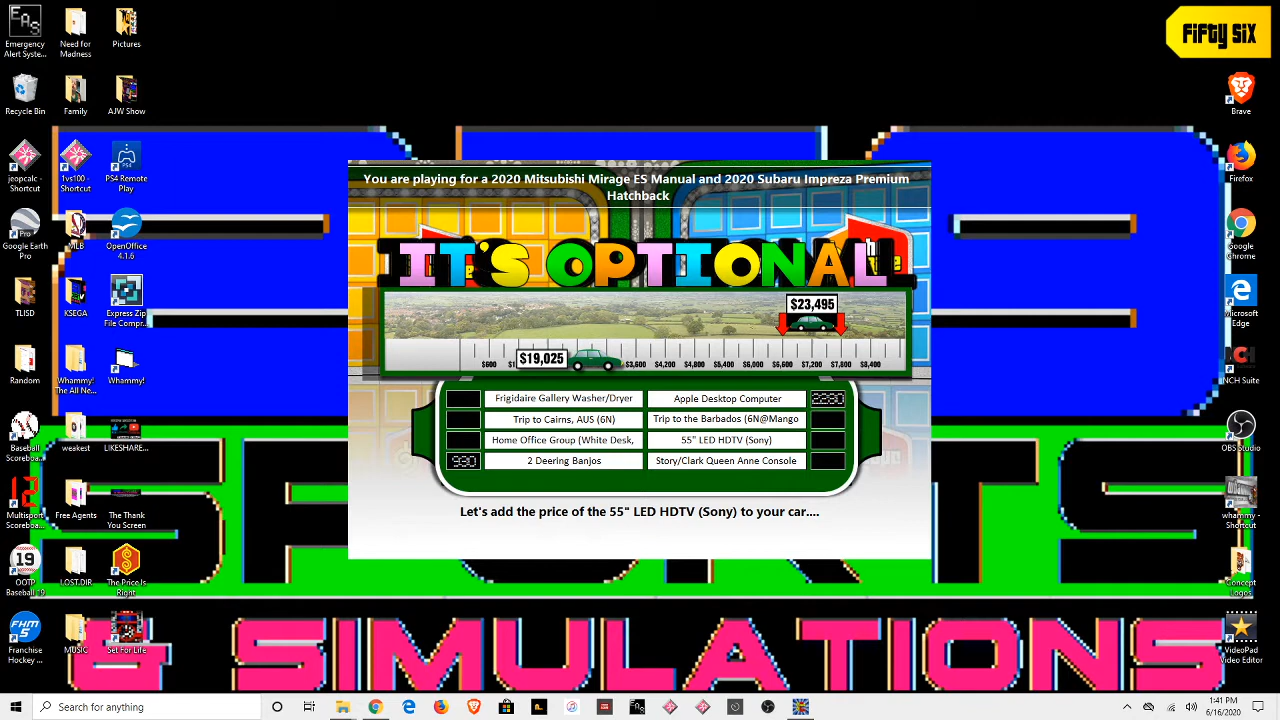 Emergency
Alert Syste...
Need for
Madness
Pictures
Fifty Six
Recycle Bin
Family
AJW Show
Brave
jeopcalc -
Shortcut
1vs100 -
Shortcut
PS4 Remote
Play
Firefox
You are playing for a 2020 Mitsubishi Mirage ES Manual and 2020 Subaru Impreza Premium
Hatchback
Google Earth
Pro
MLB
OpenOffice
4.1.6
Google
Chrome
IT'S OPTIONAL
TLISD
KSEGA
Express Zip
File Compr...
Microsoft
Edge
$23,495
$19,025
$600
$3,600
$4,200
$4,800
$5,400
$6,000
$6,600
$7,200
$7,800
$8,400
Random
Whammy!
The All Ne...
Whammy!
NCH Suite
Frigidaire Gallery Washer/Dryer
Apple Desktop Computer
Trip to Cairns, AUS (6N)
Trip to the Barbados (6N@Mango
Home Office Group (White Desk,
55" LED HDTV (Sony)
930
2 Deering Banjos
Story/Clark Queen Anne Console
Baseball
Scoreba...
weakest
LIKESHARE...
OBS Studio
Let's add the price of the 55" LED HDTV (Sony) to your car....
Multisport
Scoreba...
Free Agents
The Thank
You Screen
whammy -
Shortcut
OOTP
Baseball 19
LOST.DIR
The Price Is
Right
Concept
Logos
Franchise
Hockey ...
MUSIC
Set For Life
VideoPad
Video Editor
SPORTS
& SIMULATIONS
Search for anything
1:41 PM
6/16/2020